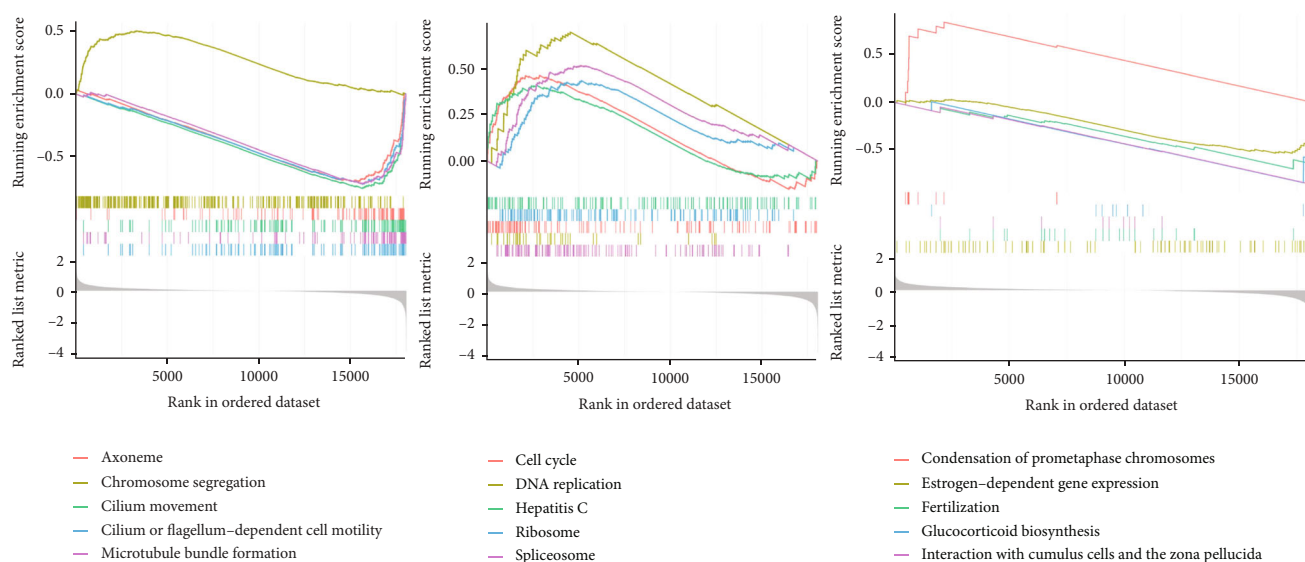 Running enrichment score
0.5
0.0
−0.5
Ranked list metric
2
0
−2
−4
5000 10000 15000
Rank in ordered dataset
Axoneme
Chromosome segregation
Cilium movement
Cilium or flagellum–dependent cell motility
Microtubule bundle formation
Running enrichment score
0.50
0.25
0.00
Ranked list metric
2
0
−2
−4
5000 10000 15000
Rank in ordered dataset
Cell cycle
DNA replication
Hepatitis C
Ribosome
Spliceosome
Running enrichment score
0.5
0.0
−0.5
Ranked list metric
2
0
−2
−4
5000 10000 15000
Rank in ordered dataset
Condensation of prometaphase chromosomes
Estrogen–dependent gene expression
Fertilization
Glucocorticoid biosynthesis
Interaction with cumulus cells and the zona pellucida